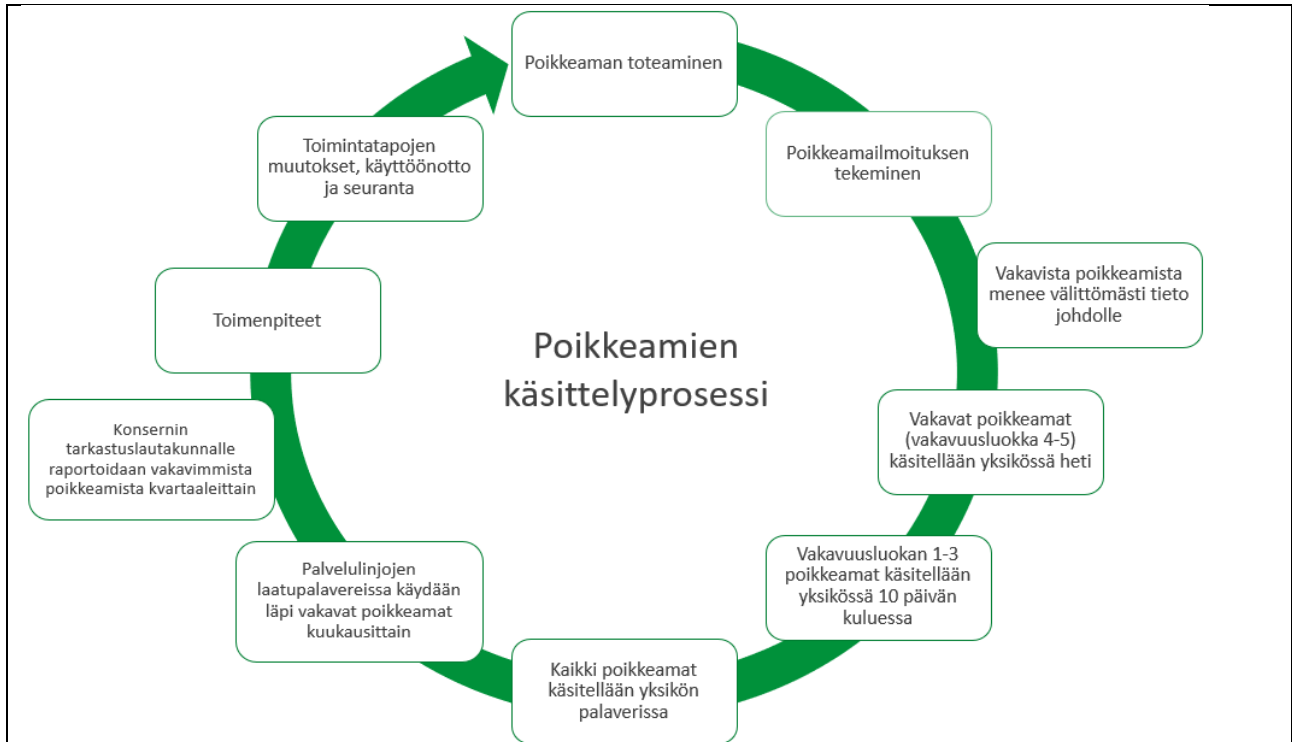 Poikkeaman toteaminen
Poikkeamailmoituksen
tekeminen
Vakavista poikkeamista
menee välittömästi tieto
johdolle
Vakavat poikkeamat
(vakavuusluokka 4-5)
käsitellään yksikössä heti
Vakavuusluokan 1-3
poikkeamat käsitellään
yksikössä 10 päivän
kuluessa
Kaikki poikkeamat
käsitellään yksikön
palaverissa
Palvelulinjojen
laatupalavereissa käydään
läpi vakavat poikkeamat
kuukausittain
Konsernin
tarkastuslautakunnalle
raportoidaan vakavimmista
poikkeamista kvartaaleittain
Toimenpiteet
Toimintatapojen
muutokset, käyttöönotto
ja seuranta
Poikkeamien
käsittelyprosessi